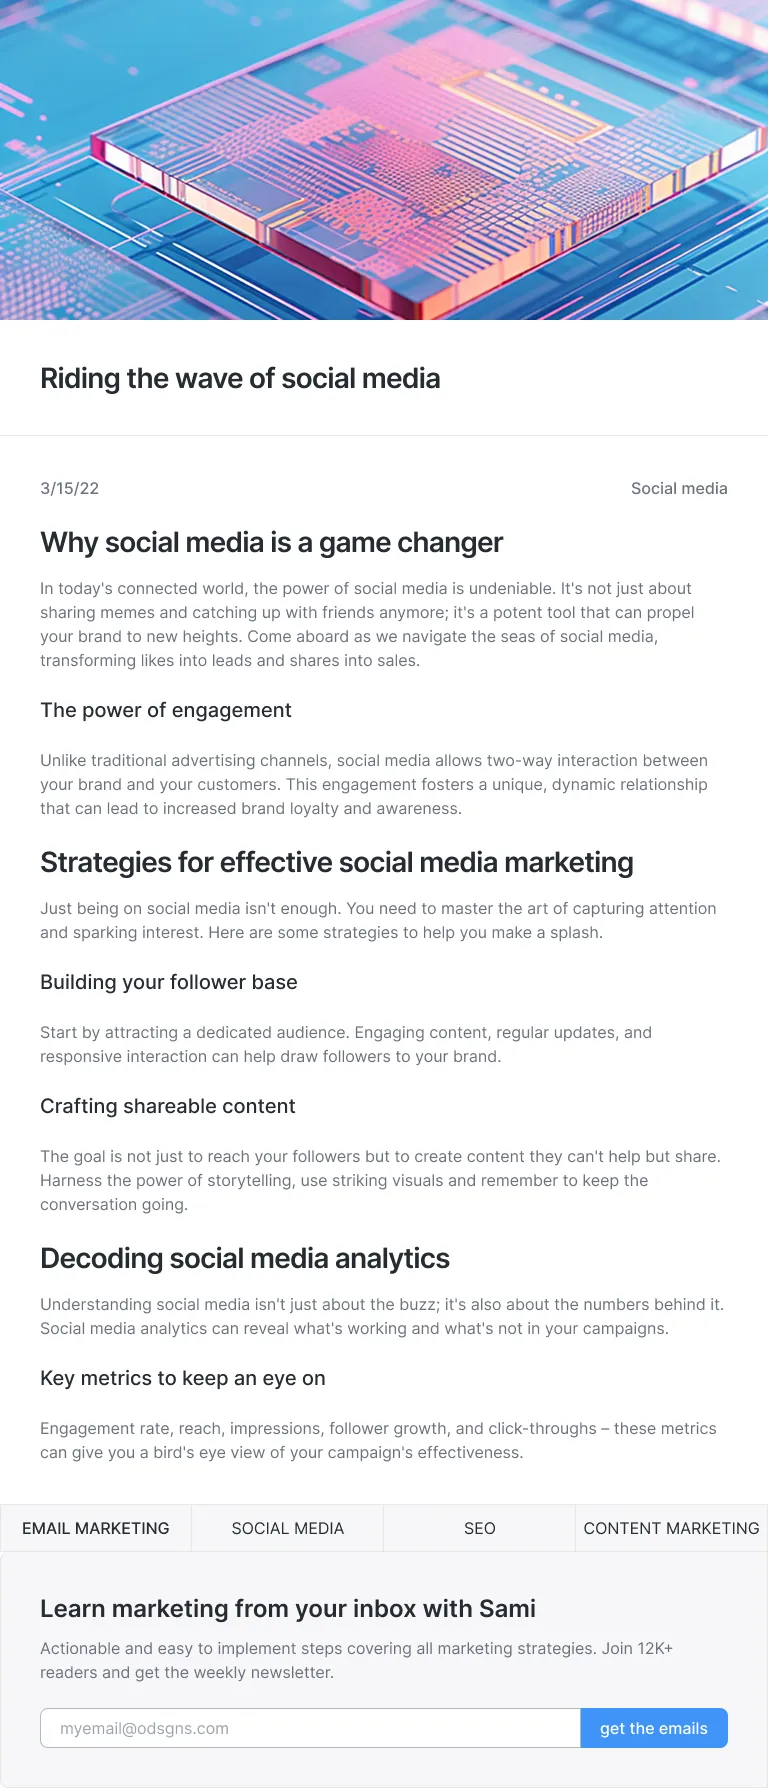 Riding the wave of social media
3/15/22
Social media
Why social media is a game changer
In today's connected world, the power of social media is undeniable. It's not just about
sharing memes and catching up with friends anymore; it's a potent tool that can propel
your brand to new heights. Come aboard as we navigate the seas of social media,
transforming likes into leads and shares into sales.
The power of engagement
Unlike traditional advertising channels, social media allows two-way interaction between
your brand and your customers. This engagement fosters a unique, dynamic relationship
that can lead to increased brand loyalty and awareness.
Strategies for effective social media marketing
Just being on social media isn't enough. You need to master the art of capturing attention
and sparking interest. Here are some strategies to help you make a splash.
Building your follower base
Start by attracting a dedicated audience. Engaging content, regular updates, and
responsive interaction can help draw followers to your brand.
Crafting shareable content
The goal is not just to reach your followers but to create content they can't help but share.
Harness the power of storytelling, use striking visuals and remember to keep the
conversation going.
Decoding social media analytics
Understanding social media isn't just about the buzz; it's also about the numbers behind it.
Social media analytics can reveal what's working and what's not in your campaigns.
Key metrics to keep an eye on
Engagement rate, reach, impressions, follower growth, and click-throughs – these metrics
can give you a bird's eye view of your campaign's effectiveness.
EMAIL MARKETING
SOCIAL MEDIA
SEO
CONTENT MARKETING
Learn marketing from your inbox with Sami
Actionable and easy to implement steps covering all marketing strategies. Join 12K+
readers and get the weekly newsletter.
myemail@odsgns.com
get the emails